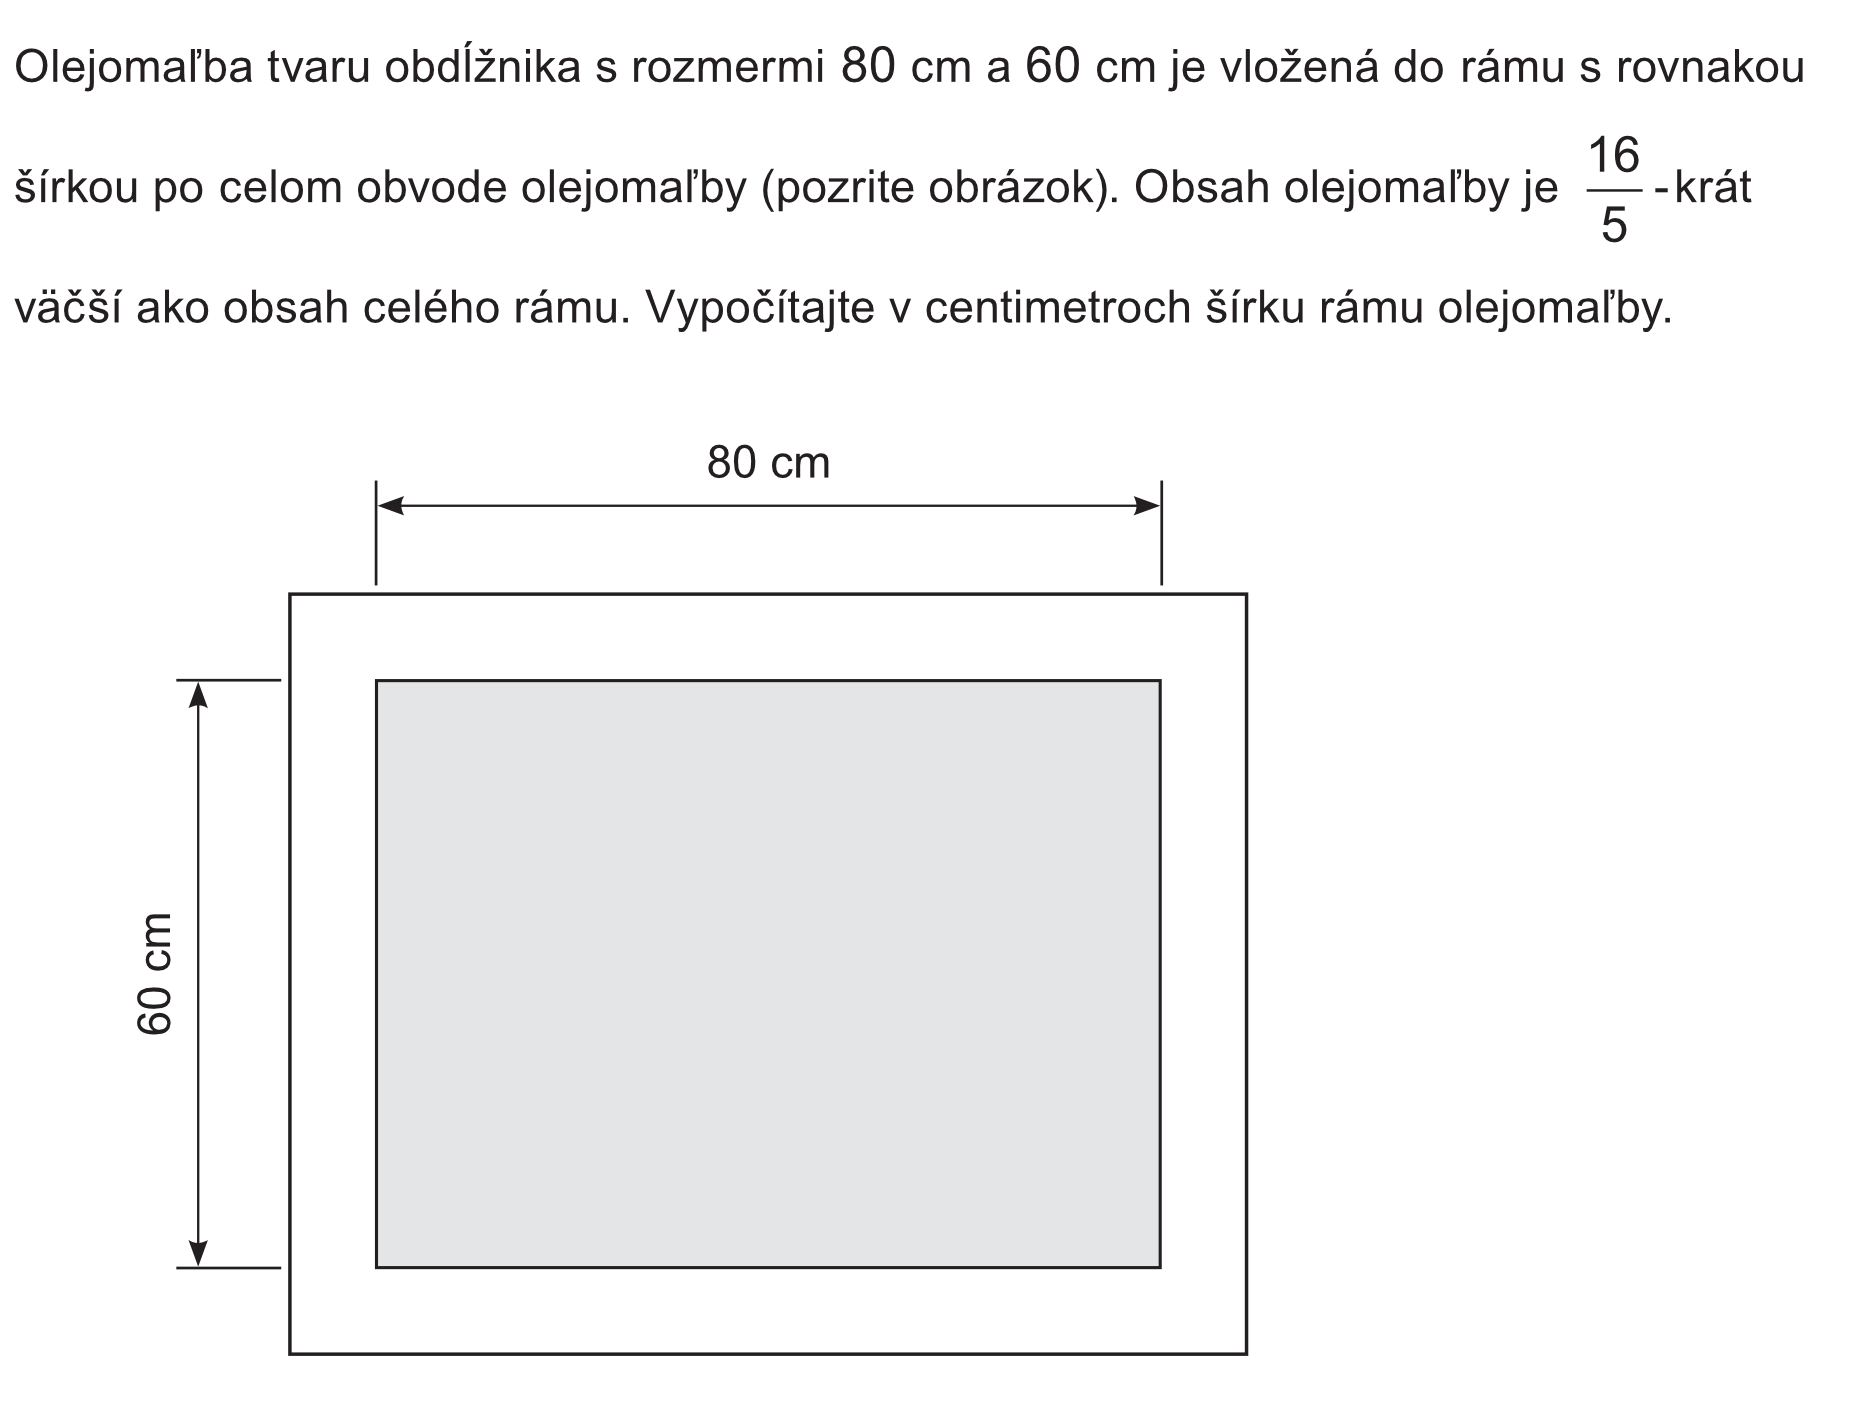 Olejomaľba tvaru obdĺžnika s rozmermi 80 cm a 60 cm je vložená do rámu s rovnakou
šírkou po celom obvode olejomaľby (pozrite obrázok). Obsah olejomaľby je 16/5 -krát
väčší ako obsah celého rámu. Vypočítajte v centimetroch šírku rámu olejomaľby.
80 cm
60 cm